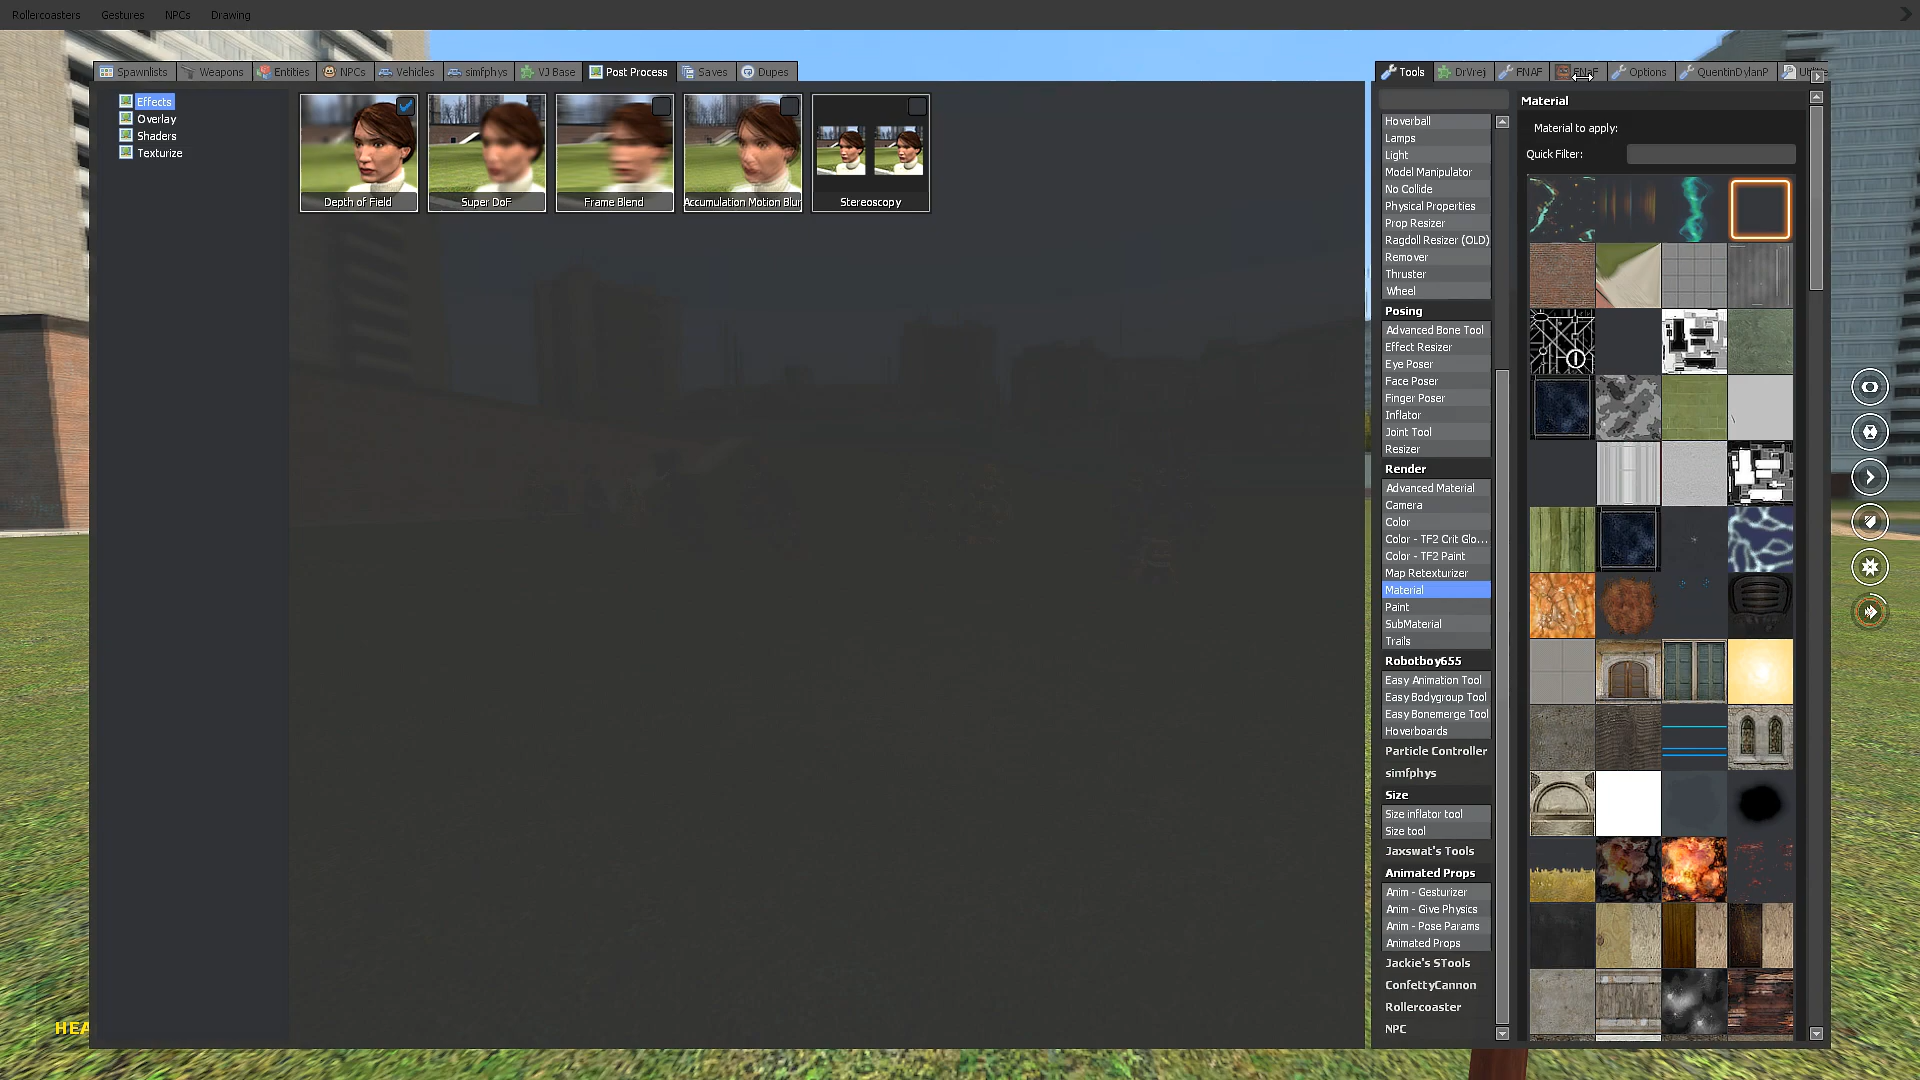 Rollercoasters Gestures NPCs Drawing
Spawnlists Weapons Entities NPCs Vehicles simfphys VJ Base Post Process Saves Dupes
Tools DrVrej FNAF FNaF Options QuentinDylanP
Effects
Overlay
Shaders
Texturize
Depth of Field
Super DoF
Frame Blend
Accumulation Motion Blur
Stereoscopy
Hoverball
Lamps
Light
Model Manipulator
No Collide
Physical Properties
Prop Resizer
Ragdoll Resizer (OLD)
Remover
Thruster
Wheel
Posing
Advanced Bone Tool
Effect Resizer
Eye Poser
Face Poser
Finger Poser
Inflator
Joint Tool
Resizer
Render
Advanced Material
Camera
Color
Color - TF2 Crit Glo...
Color - TF2 Paint
Map Retexturizer
Material
Paint
SubMaterial
Trails
Robotboy655
Easy Animation Tool
Easy Bodygroup Tool
Easy Bonemerge Tool
Hoverboards
Particle Controller
simfphys
Size
Size inflator tool
Size tool
Jaxswat's Tools
Animated Props
Anim - Gesturizer
Anim - Give Physics
Anim - Pose Params
Animated Props
Jackie's STools
ConfettyCannon
Rollercoaster
NPC
Material
Material to apply:
Quick Filter:
HEA